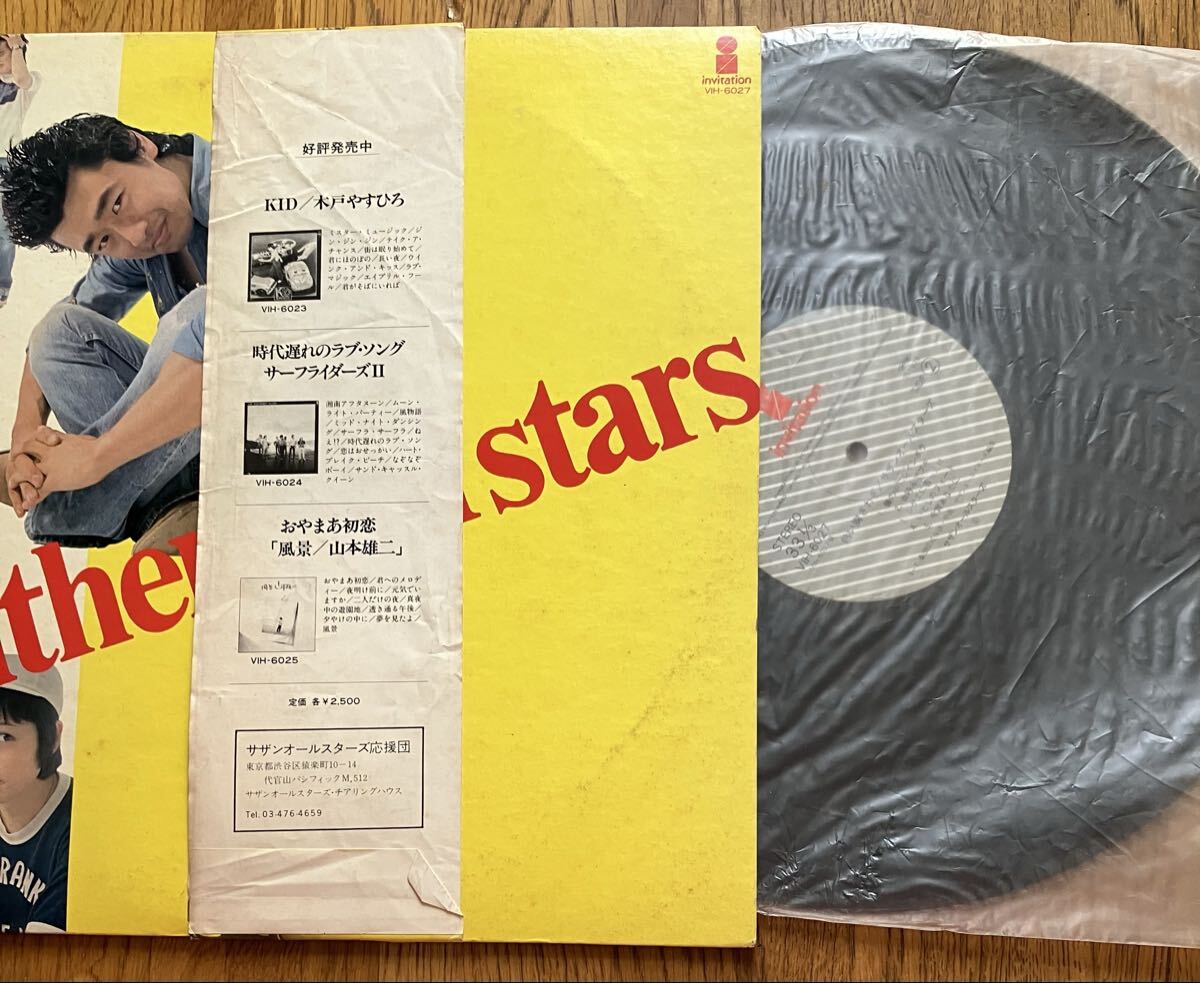 invitation
VIH-6027
好評発売中
KID／木戸やすひろ
ミスター・ミュージック／ジ
ン・ジン・ジン／テイク・ア・
チャンス／街は眠り始めて／
君にほのぼの／長い夜／ウイ
ンク・アンド・キッス／ラブ・
マジック／エイプリル・フー
ル／君がそばにいれば
VIH-6023
時代遅れのラブ・ソング
サーフライダーズII
湘南アフタヌーン／ムーン・
ライト・パーティー／風物語
／ミッド・ナイト・ダンシン
グ／サーフラ・サーフラ／ね
え!?／時代遅れのラブ・ソン
グ／恋はおせっかい／ハート・
ブレイク・ビーチ／なぞなぞ
ボーイ／サンド・キャッスル・
クイーン
VIH-6024
おやまあ初恋
「風景／山本雄二」
おやまあ初恋／君へのメロデ
ィー／夜明け前に／元気でい
ますか／二人だけの夜／真夜
中の遊園地／透き通る午後／
夕やけの中に／夢を見たよ／
風景
VIH-6025
定価 各￥2,500
サザンオールスターズ応援団
東京都渋谷区猿楽町10−14
代官山パシフィックM,512
サザンオールスターズ・チアリングハウス
Tel. 03-476-4659
uther
stars
RANK
invitation
STEREO
33 1/3
VIH-6027